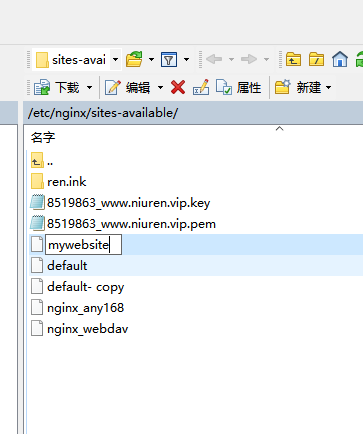 sites-avai
下载 编辑 属性 新建
/etc/nginx/sites-available/
名字
..
ren.ink
8519863_www.niuren.vip.key
8519863_www.niuren.vip.pem
mywebsite
default
default- copy
nginx_any168
nginx_webdav